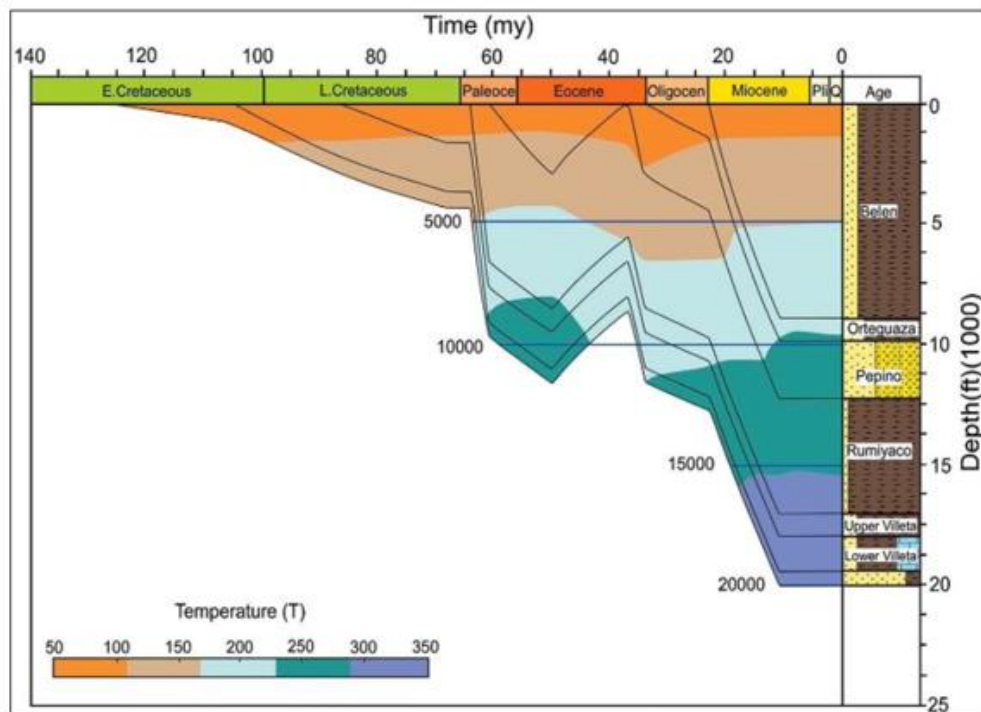 Time (my)
140 120 100 80 60 40 20 0
E.Cretaceous L.Cretaceous Paleoce Eocene Oligocen Miocene Pli Q Age
0
Belen
5000 5
Orteguaza
10000 10
Pepino
Rumiyaco
15000 15
Upper Villeta
Lower Villeta
20000 20
25
Depth(ft)(1000)
Temperature (T)
50 100 150 200 250 300 350